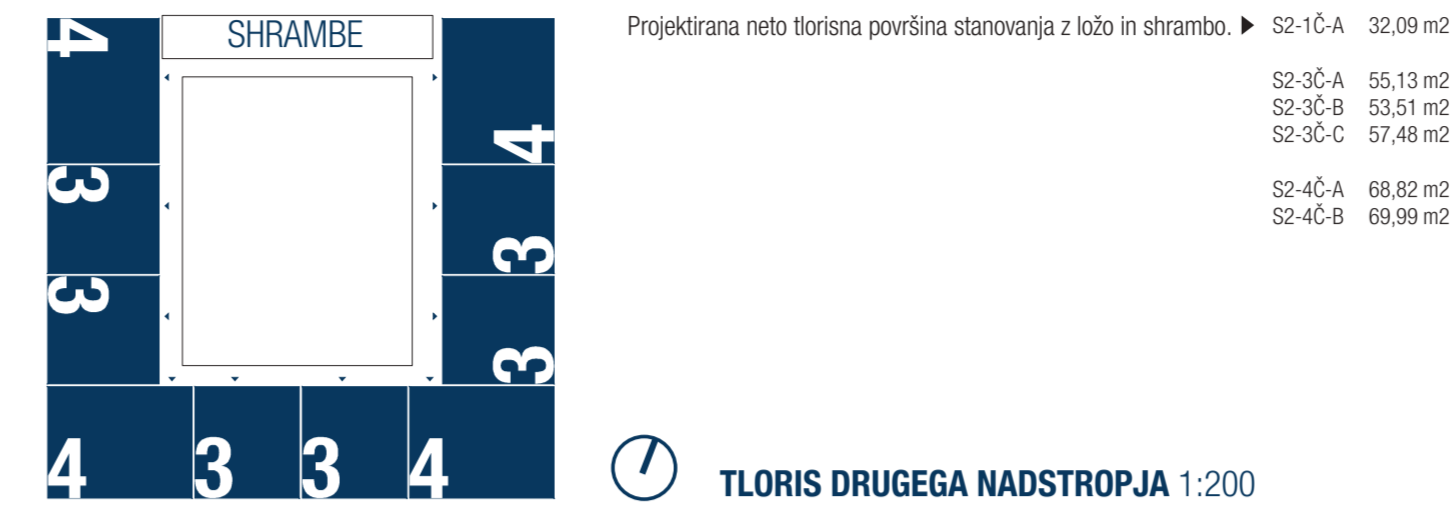 4
SHRAMBE
4
3
3
3
3
4 3 3 4
Projektirana neto tlorisna površina stanovanja z ložo in shrambo.
S2-1Č-A 32,09 m2
S2-3Č-A 55,13 m2
S2-3Č-B 53,51 m2
S2-3Č-C 57,48 m2
S2-4Č-A 68,82 m2
S2-4Č-B 69,99 m2
TLORIS DRUGEGA NADSTROPJA 1:200